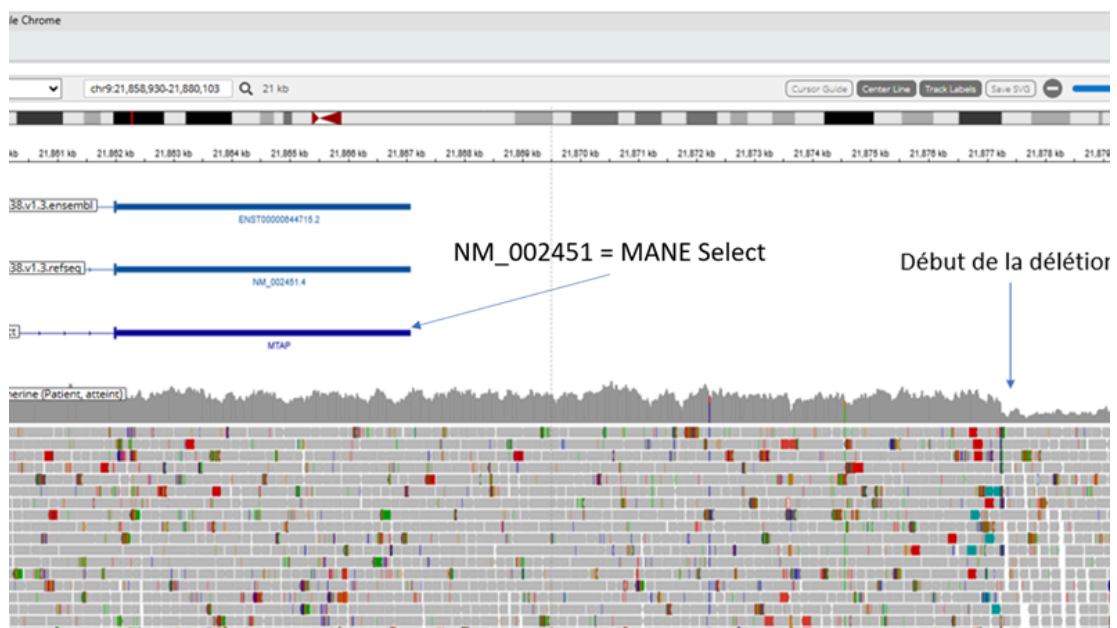 le Chrome
chr9:21,858,930-21,880,103 21 kb Cursor Guide Center Line Track Labels Save SVG
kb 21,861 kb 21,862 kb 21,863 kb 21,864 kb 21,865 kb 21,866 kb 21,867 kb 21,868 kb 21,869 kb 21,870 kb 21,871 kb 21,872 kb 21,873 kb 21,874 kb 21,875 kb 21,876 kb 21,877 kb 21,878 kb 21,879
38.v1.3.ensembl
ENST00000644715.2
NM_002451 = MANE Select
Début de la délétion
38.v1.3.refseq
NM_002451.4
MTAP
herine (Patient, atteint)